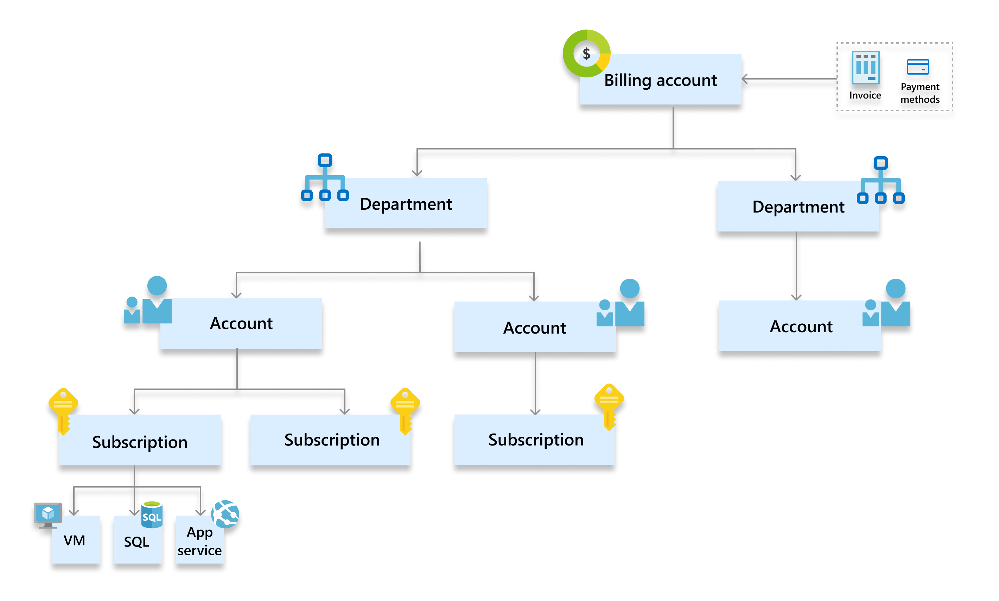 $
Billing account
Invoice
Payment
methods
Department
Department
Account
Account
Account
Subscription
Subscription
Subscription
VM
SQL
SQL
App
service